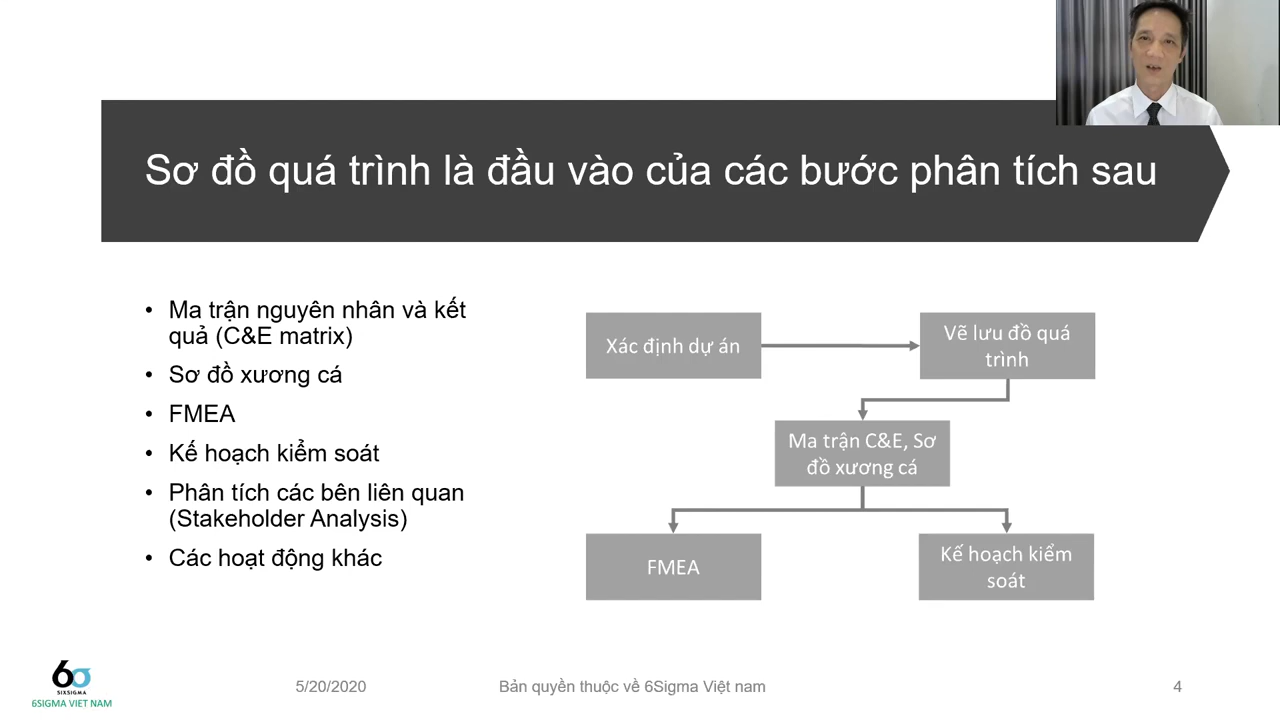 Sơ đồ quá trình là đầu vào của các bước phân tích sau
• Ma trận nguyên nhân và kết
quả (C&E matrix)
• Sơ đồ xương cá
• FMEA
• Kế hoạch kiểm soát
• Phân tích các bên liên quan
(Stakeholder Analysis)
• Các hoạt động khác
Xác định dự án
Vẽ lưu đồ quá
trình
Ma trận C&E, Sơ
đồ xương cá
FMEA
Kế hoạch kiểm
soát
6σ
SIXSIGMA
6SIGMA VIET NAM
5/20/2020
Bản quyền thuộc về 6Sigma Việt nam
4